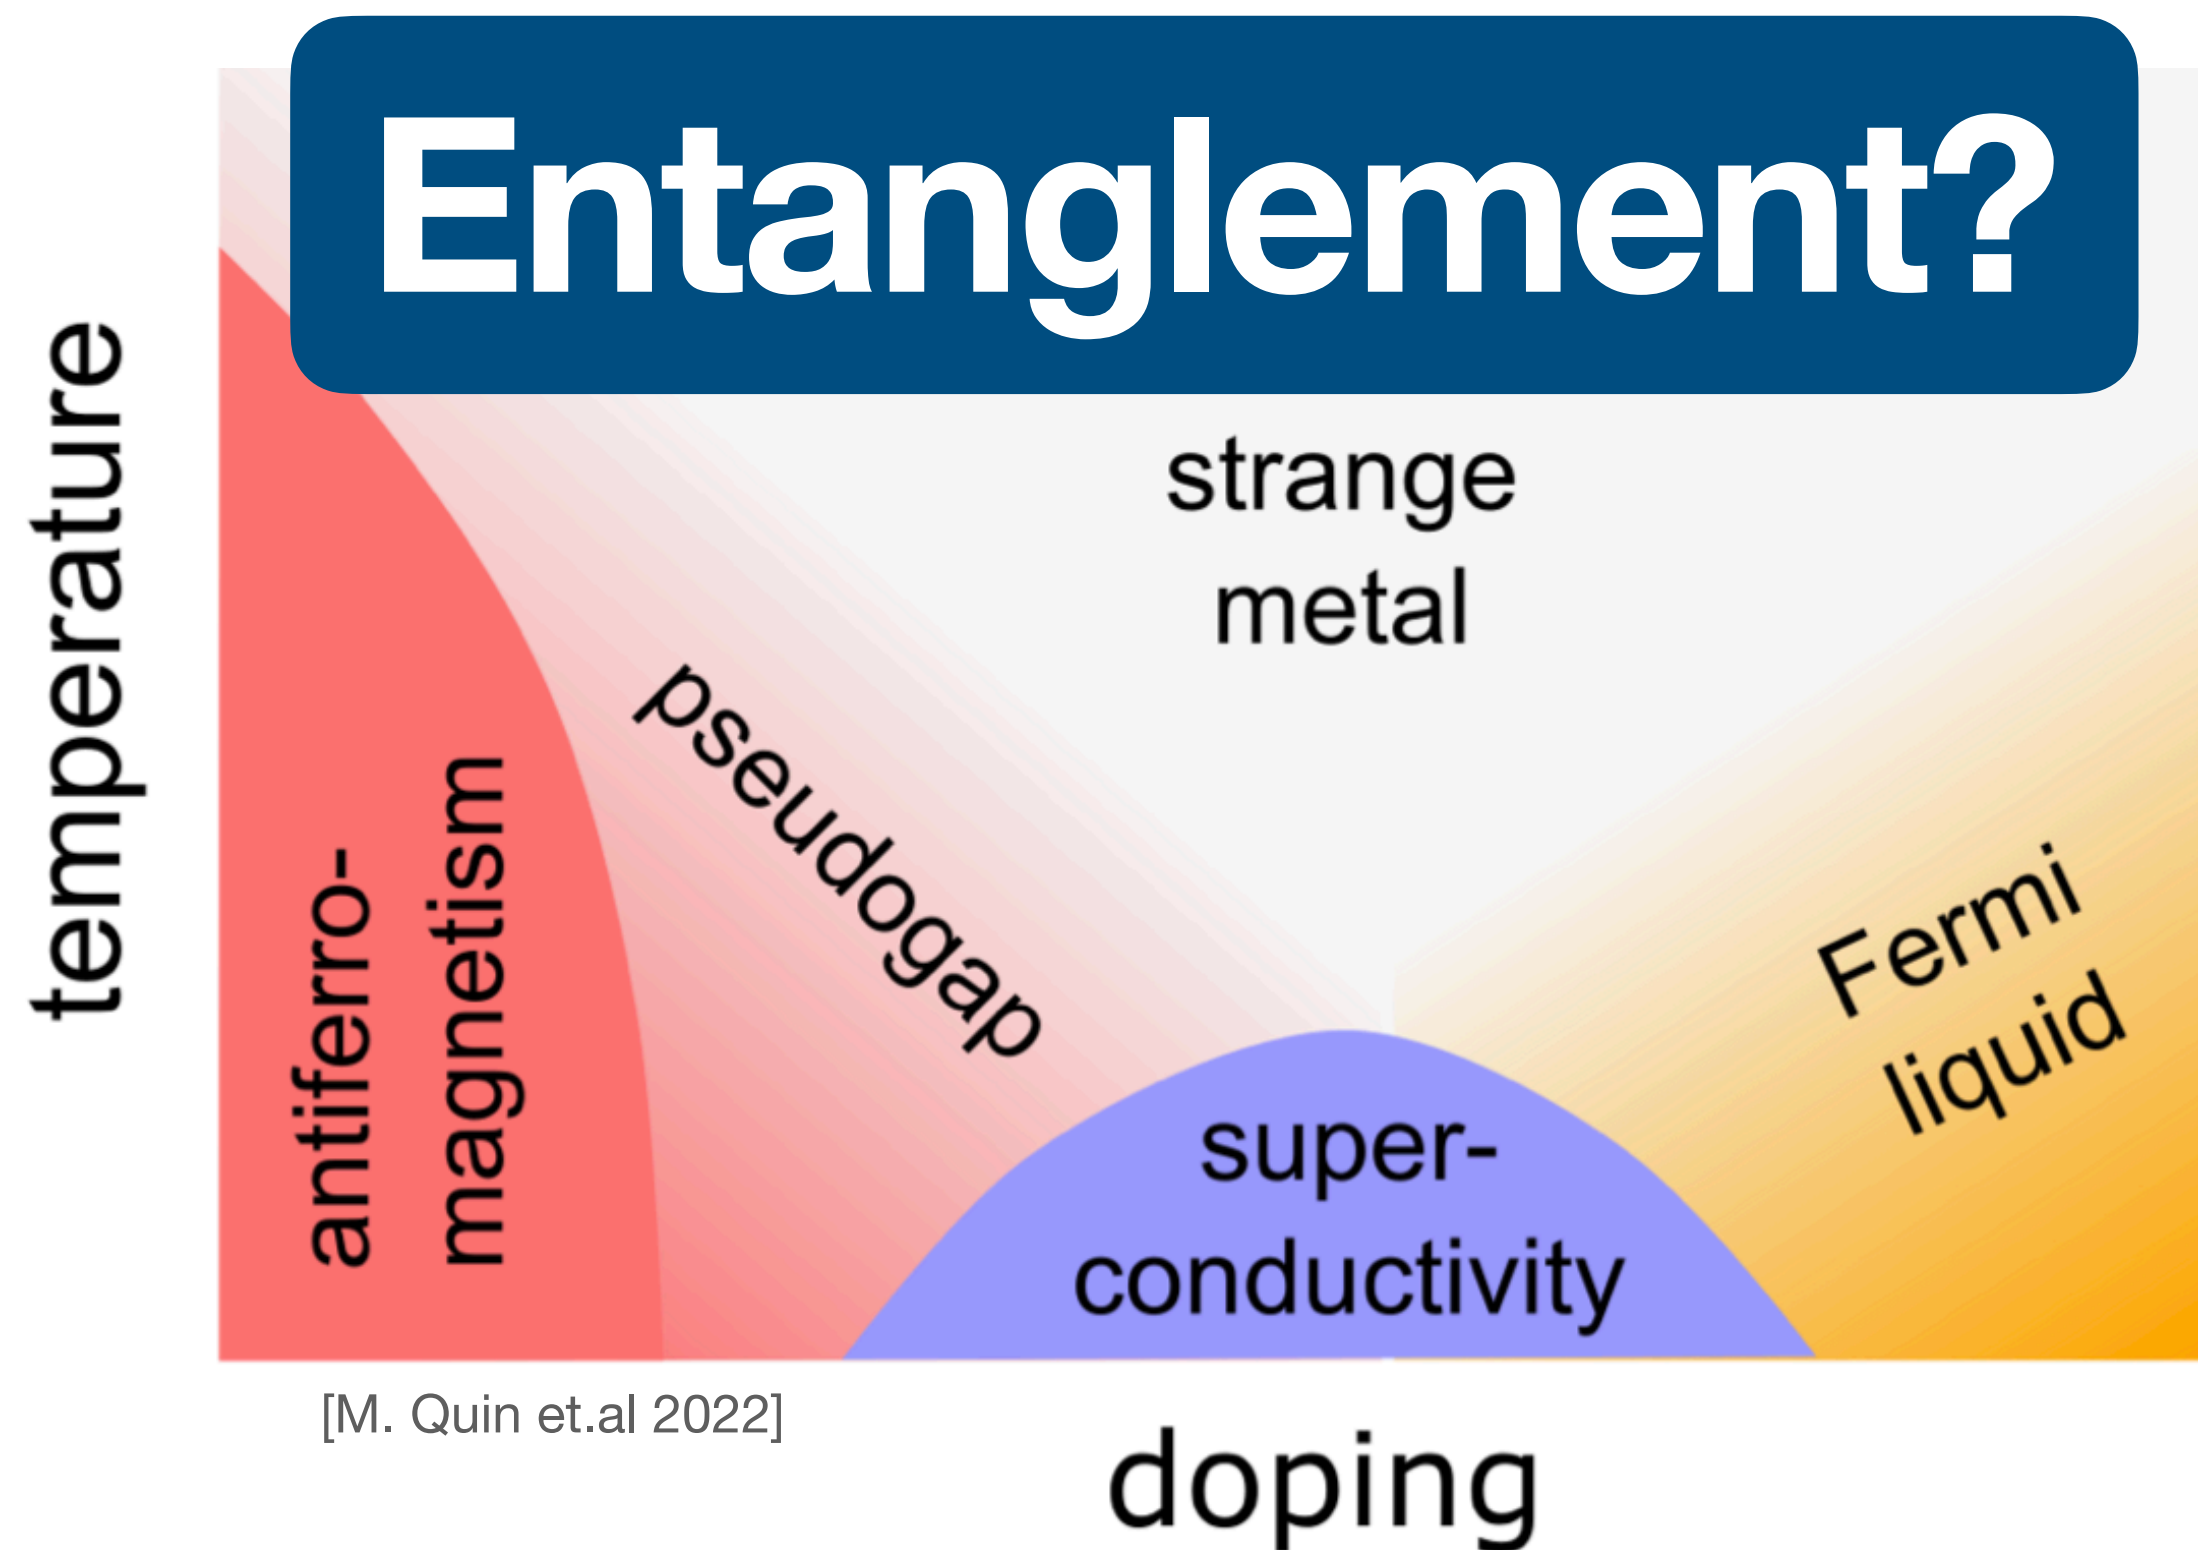 Entanglement?
temperature
strange
metal
pseudogap
antiferro-
magnetism
Fermi
liquid
super-
conductivity
[M. Quin et.al 2022]
doping